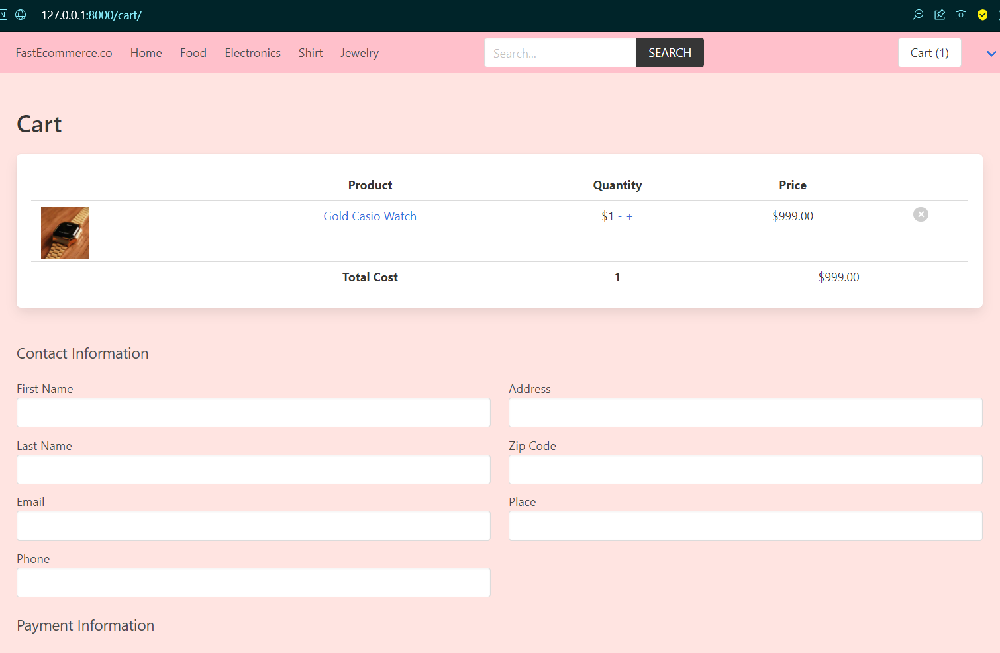 127.0.0.1:8000/cart/
FastEcommerce.co Home Food Electronics Shirt Jewelry Search... SEARCH Cart (1)
Cart
Product Quantity Price
Gold Casio Watch $1 - + $999.00
Total Cost 1 $999.00
Contact Information
First Name Address
Last Name Zip Code
Email Place
Phone
Payment Information